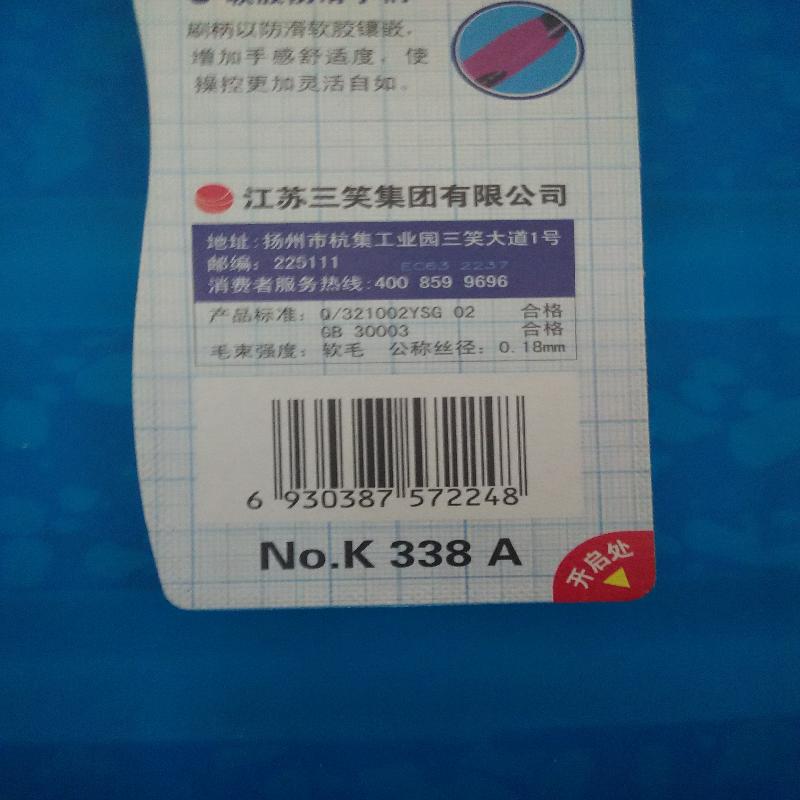 刷柄以防滑软胶镶嵌，
增加手感舒适度，使
操控更加灵活自如。
江苏三笑集团有限公司
地址:扬州市杭集工业园三笑大道1号
邮编：225111 EC63 2237
消费者服务热线:400 859 9696
产品标准：Q/321002YSG 02 合格
GB 30003 合格
毛束强度：软毛 公称丝径：0.18mm
6 930387 572248
No.K 338 A
开启处